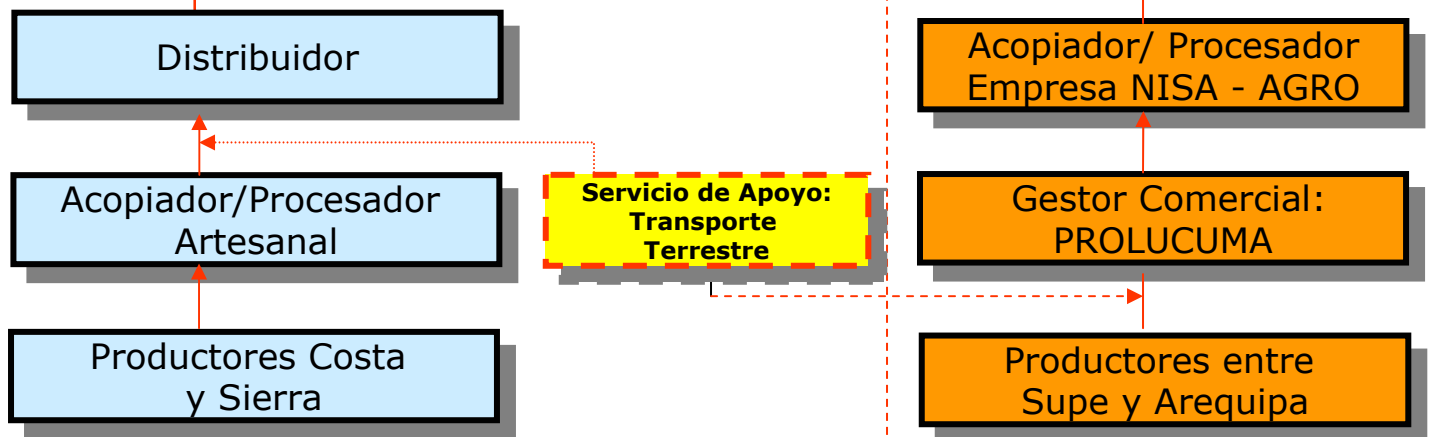 Distribuidor
Acopiador/ Procesador
Empresa NISA - AGRO
Acopiador/Procesador
Artesanal
Servicio de Apoyo:
Transporte
Terrestre
Gestor Comercial:
PROLUCUMA
Productores Costa
y Sierra
Productores entre
Supe y Arequipa